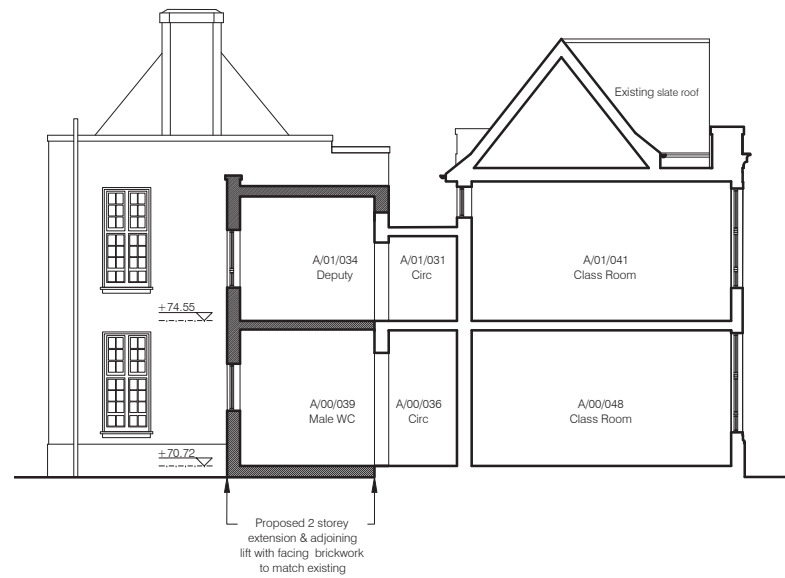 Existing slate roof
A/01/034
Deputy
A/01/031
Circ
A/01/041
Class Room
+74.55
A/00/039
Male WC
A/00/036
Circ
A/00/048
Class Room
+70.72
Proposed 2 storey
extension & adjoining
lift with facing brickwork
to match existing